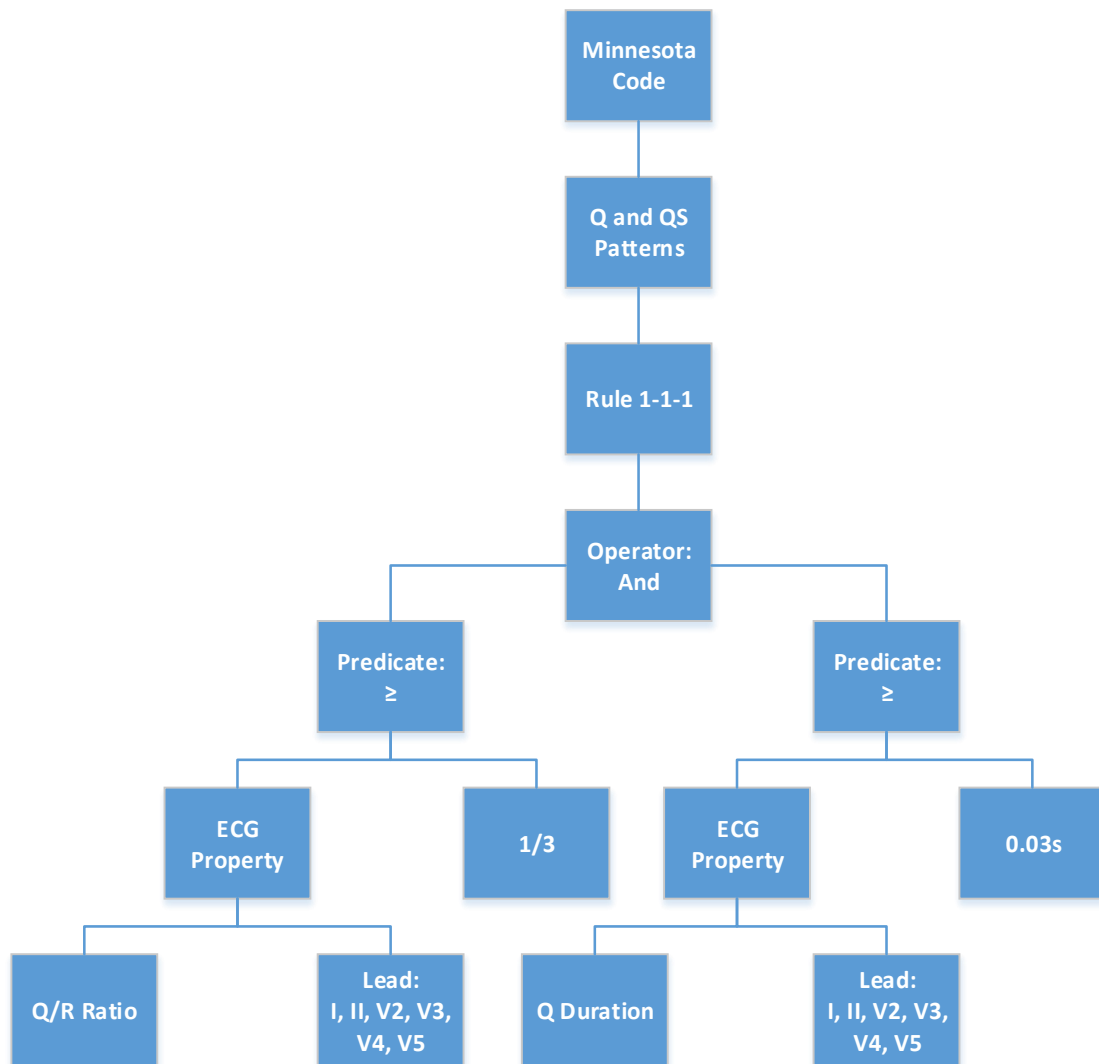 Minnesota
Code
Q and QS
Patterns
Rule 1-1-1
Operator:
And
Predicate:
≥
Predicate:
≥
ECG
Property
1/3
ECG
Property
0.03s
Q/R Ratio
Lead:
I, II, V2, V3,
V4, V5
Q Duration
Lead:
I, II, V2, V3,
V4, V5